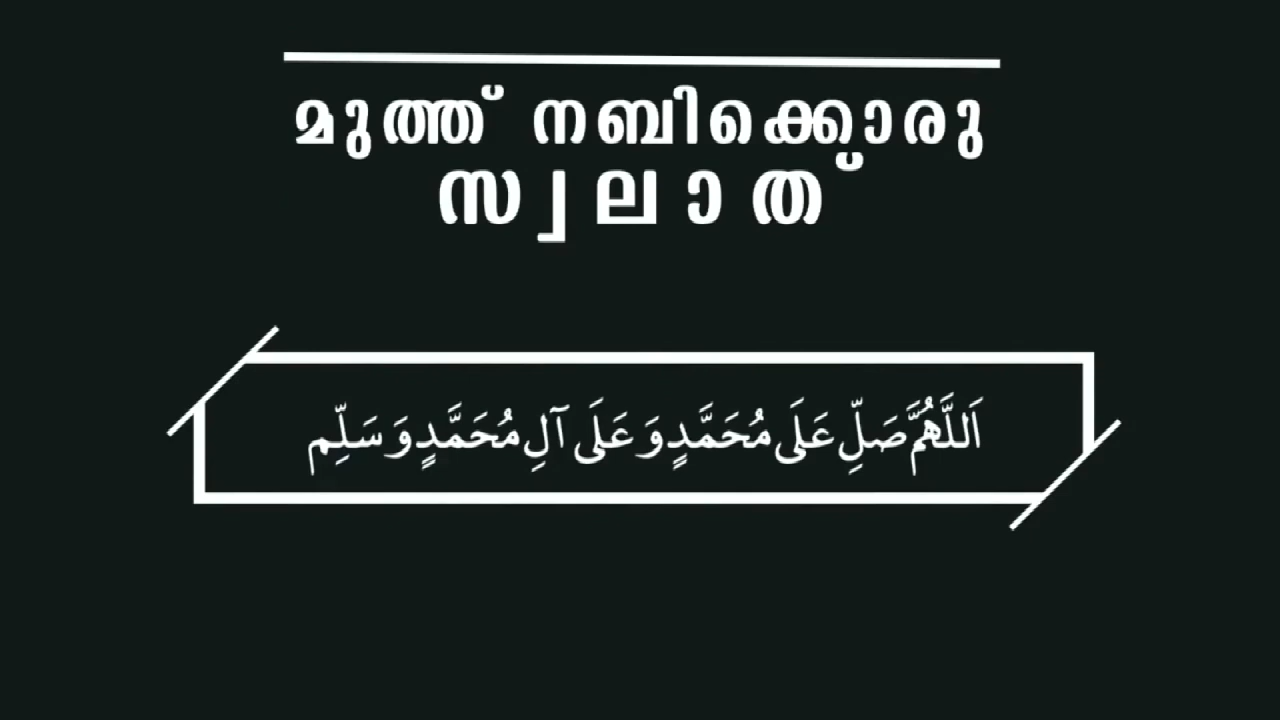 മുത്ത് നബിക്കൊരു
സ്വലാത്
اَللَّهُمَّ صَلِّ عَلَى مُحَمَّدٍ وَ عَلَى آلِ مُحَمَّدٍ وَ سَلِّم